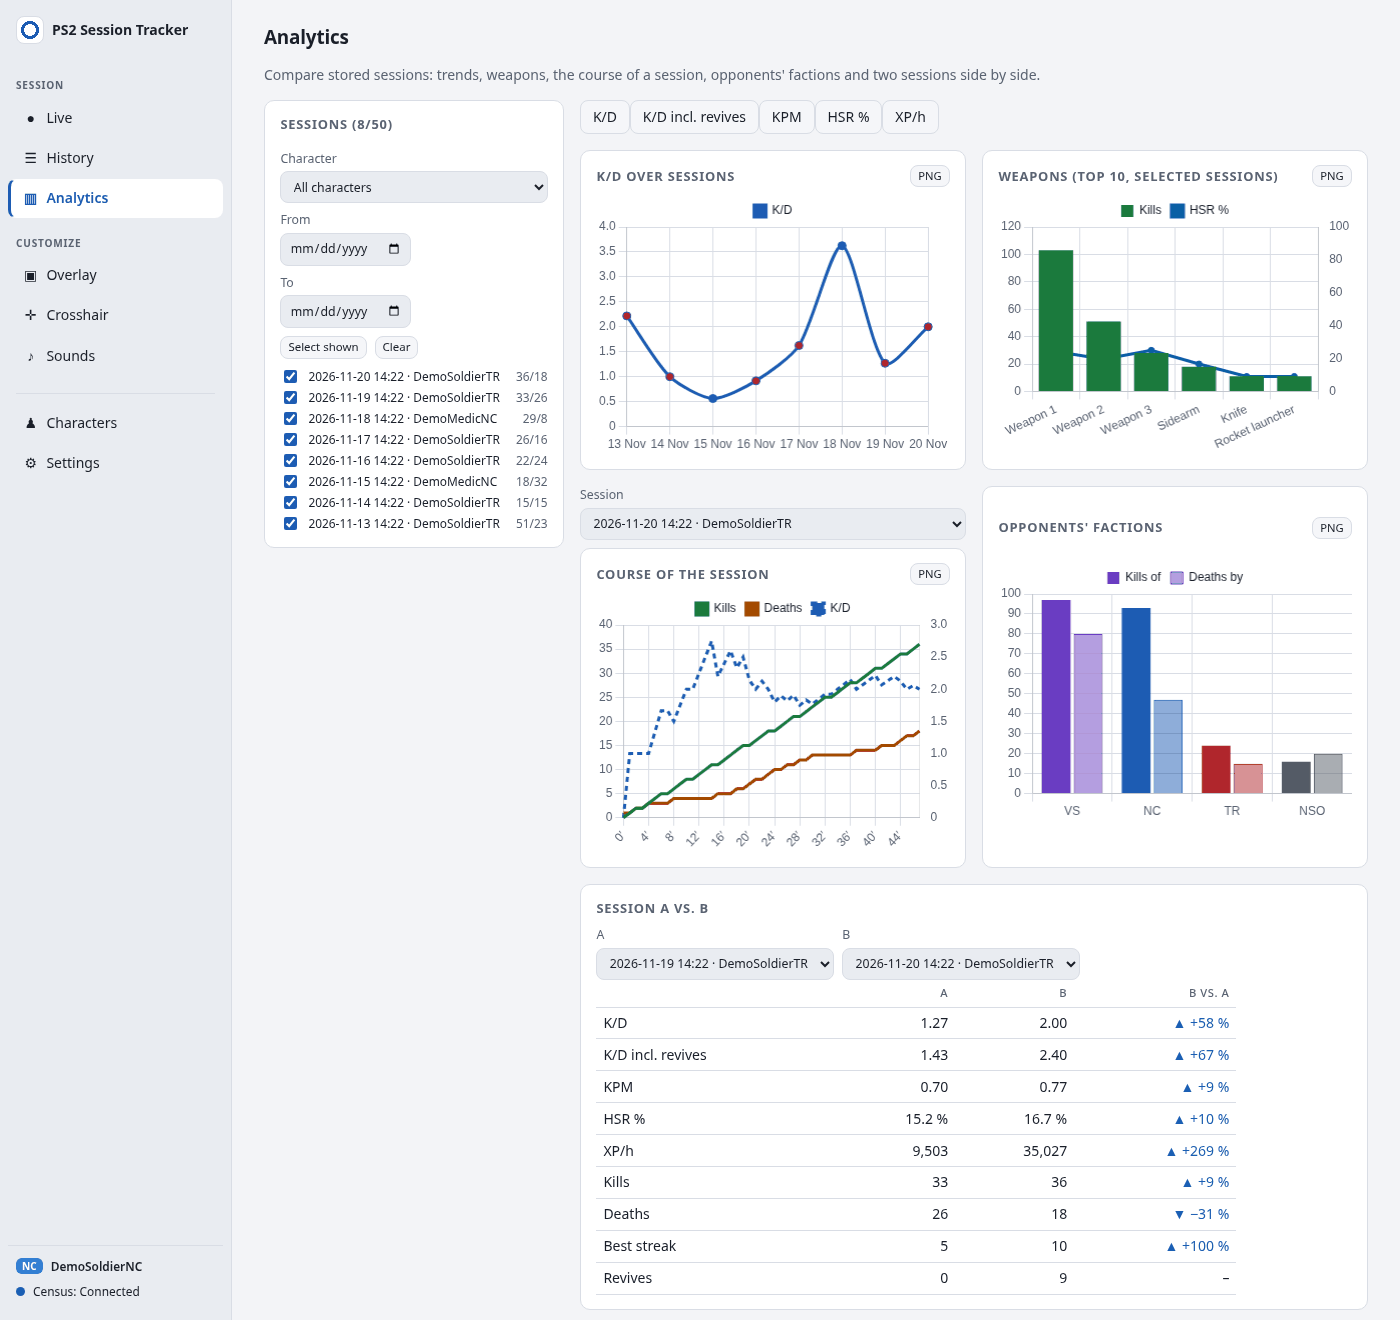 PS2 Session Tracker
SESSION
Live
History
Analytics
CUSTOMIZE
Overlay
Crosshair
Sounds
Characters
Settings
NC DemoSoldierNC
Census: Connected
Analytics
Compare stored sessions: trends, weapons, the course of a session, opponents' factions and two sessions side by side.
SESSIONS (8/50)
Character
All characters
From
mm/dd/yyyy
To
mm/dd/yyyy
Select shown Clear
2026-11-20 14:22 · DemoSoldierTR 36/18
2026-11-19 14:22 · DemoSoldierTR 33/26
2026-11-18 14:22 · DemoMedicNC 29/8
2026-11-17 14:22 · DemoSoldierTR 26/16
2026-11-16 14:22 · DemoSoldierTR 22/24
2026-11-15 14:22 · DemoMedicNC 18/32
2026-11-14 14:22 · DemoSoldierTR 15/15
2026-11-13 14:22 · DemoSoldierTR 51/23
K/D K/D incl. revives KPM HSR % XP/h
K/D OVER SESSIONS PNG
K/D
4.0
3.5
3.0
2.5
2.0
1.5
1.0
0.5
0
13 Nov 14 Nov 15 Nov 16 Nov 17 Nov 18 Nov 19 Nov 20 Nov
WEAPONS (TOP 10, SELECTED SESSIONS) PNG
Kills HSR %
120 100
100 80
80 60
60 40
40 20
20 0
0
Weapon 1 Weapon 2 Weapon 3 Sidearm Knife Rocket launcher
Session
2026-11-20 14:22 · DemoSoldierTR
COURSE OF THE SESSION PNG
Kills Deaths K/D
40 3.0
35 2.5
30 2.0
25 1.5
20 1.0
15 0.5
10 0
5
0
0' 4' 8' 12' 16' 20' 24' 28' 32' 36' 40' 44'
OPPONENTS' FACTIONS PNG
Kills of Deaths by
100
90
80
70
60
50
40
30
20
10
0
VS NC TR NSO
SESSION A VS. B
A B
2026-11-19 14:22 · DemoSoldierTR 2026-11-20 14:22 · DemoSoldierTR
A B B VS. A
K/D 1.27 2.00 ▲ +58 %
K/D incl. revives 1.43 2.40 ▲ +67 %
KPM 0.70 0.77 ▲ +9 %
HSR % 15.2 % 16.7 % ▲ +10 %
XP/h 9,503 35,027 ▲ +269 %
Kills 33 36 ▲ +9 %
Deaths 26 18 ▼ −31 %
Best streak 5 10 ▲ +100 %
Revives 0 9 –